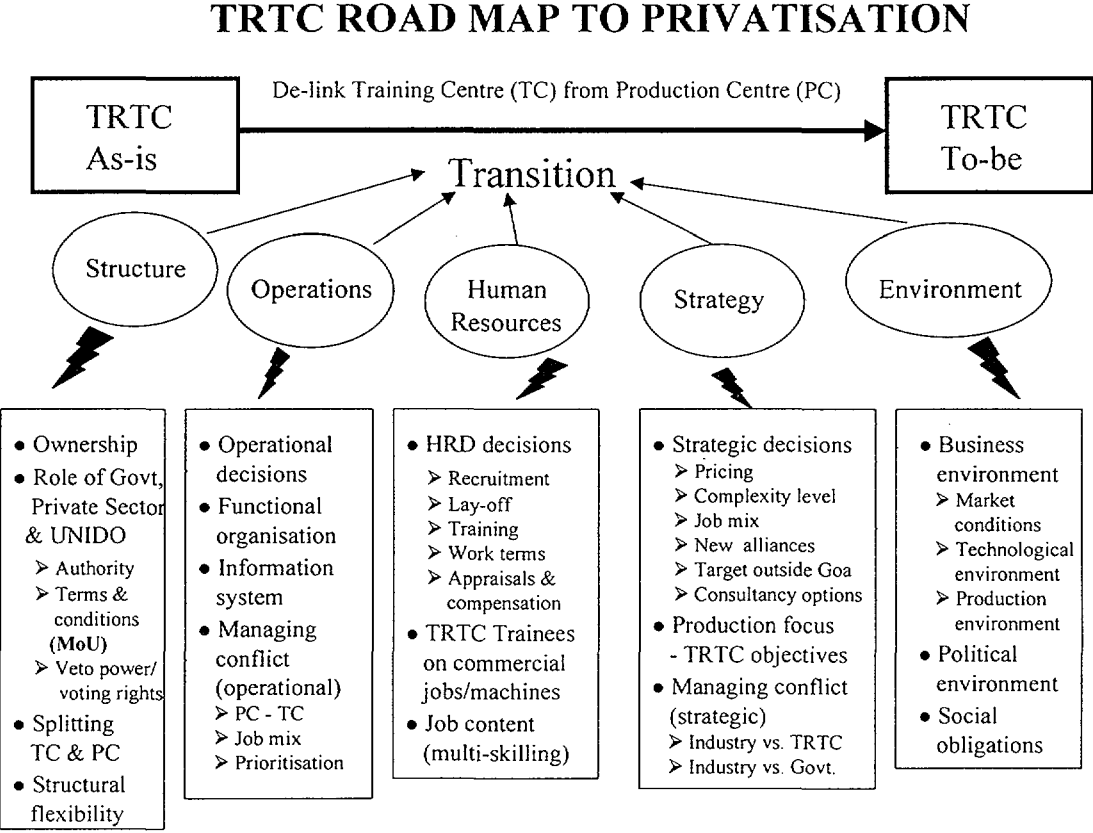 TRTC ROAD MAP TO PRIVATISATION
TRTC
As-is
De-link Training Centre (TC) from Production Centre (PC)
TRTC
To-be
Transition
Structure
Operations
Human
Resources
Strategy
Environment
• Ownership
• Role of Govt,
Private Sector
& UNIDO
➢ Authority
➢ Terms &
conditions
(MoU)
➢ Veto power/
voting rights
• Splitting
TC & PC
• Structural
flexibility
• Operational
decisions
• Functional
organisation
• Information
system
• Managing
conflict
(operational)
➢ PC - TC
➢ Job mix
➢ Prioritisation
• HRD decisions
➢ Recruitment
➢ Lay-off
➢ Training
➢ Work terms
➢ Appraisals &
compensation
• TRTC Trainees
on commercial
jobs/machines
• Job content
(multi-skilling)
• Strategic decisions
➢ Pricing
➢ Complexity level
➢ Job mix
➢ New alliances
➢ Target outside Goa
➢ Consultancy options
• Production focus
- TRTC objectives
• Managing conflict
(strategic)
➢ Industry vs. TRTC
➢ Industry vs. Govt.
• Business
environment
➢ Market
conditions
➢ Technological
environment
➢ Production
environment
• Political
environment
• Social
obligations